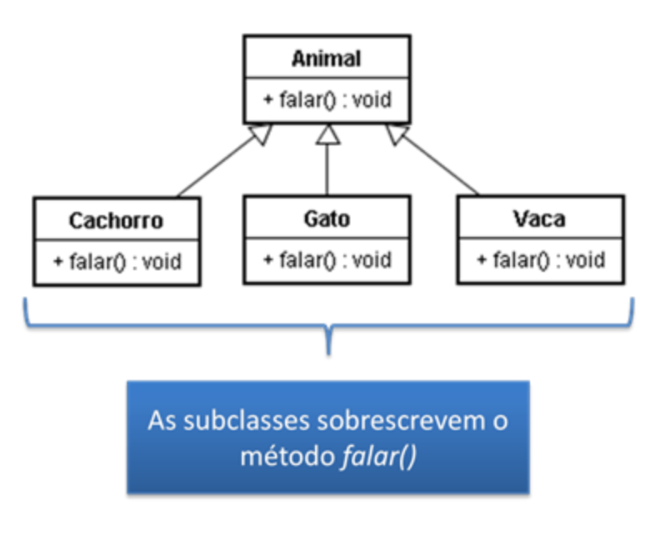 Animal
+ falar() : void
Cachorro
+ falar() : void
Gato
+ falar() : void
Vaca
+ falar() : void
As subclasses sobrescrevem o
método falar()